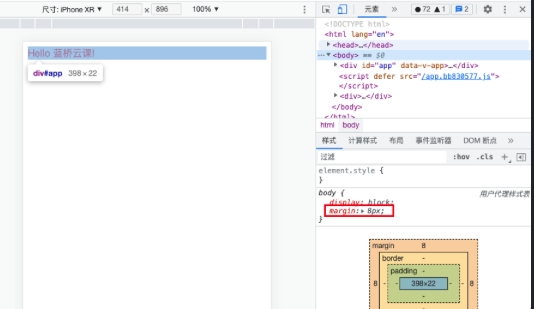 尺寸: iPhone XR ▼ 414 × 896 100% ▼
元素 » 72 1 2
Hello 蓝桥云课!
div#app 398 × 22
<!DOCTYPE html>
<html lang="en">
<head>…</head>
<body> == $0
<div id="app" data-v-app>…</div>
<script defer src="/app.bb830577.js">
</script>
<div>…</div>
</body>
</html>
html body
样式 计算样式 布局 事件监听器 DOM 断点 »
过滤 :hov .cls +
element.style {
}
body { 用户代理样式表
display: block;
margin: 8px;
}
margin 8
border -
padding -
8 - - 398×22 - - 8
-
-